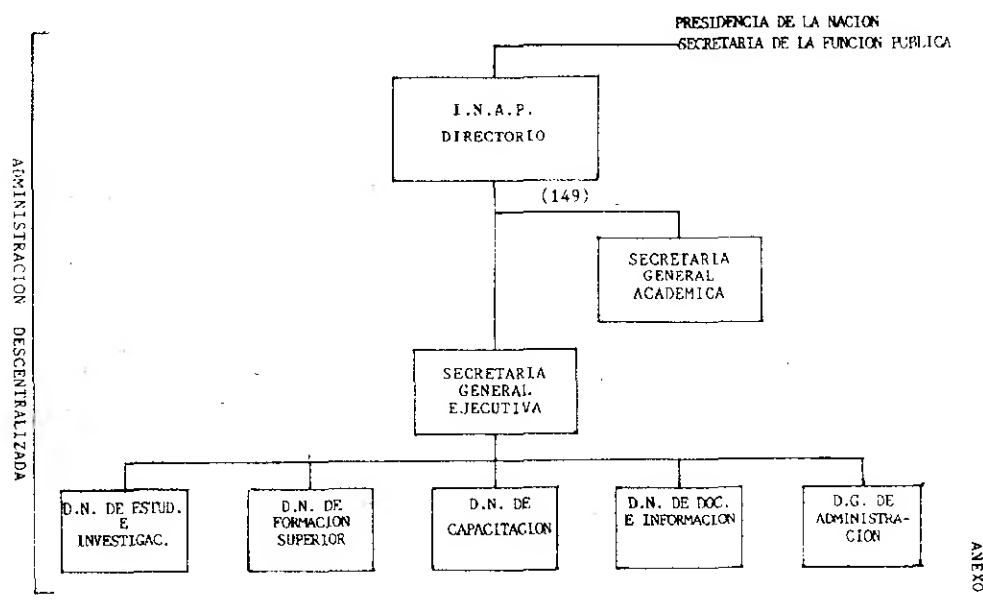 PRESIDENCIA DE LA NACION
SECRETARIA DE LA FUNCION PUBLICA
I.N.A.P.
DIRECTORIO
(149)
SECRETARIA
GENERAL
ACADEMICA
SECRETARIA
GENERAL
EJECUTIVA
D.N. DE ESTUD.
E
INVESTIGAC.
D.N. DE
FORMACION
SUPERIOR
D.N. DE
CAPACITACION
D.N. DE DOC.
E INFORMACION
D.G. DE
ADMINISTRA-
CION
ADMINISTRACION DESCENTRALIZADA
ANEXO